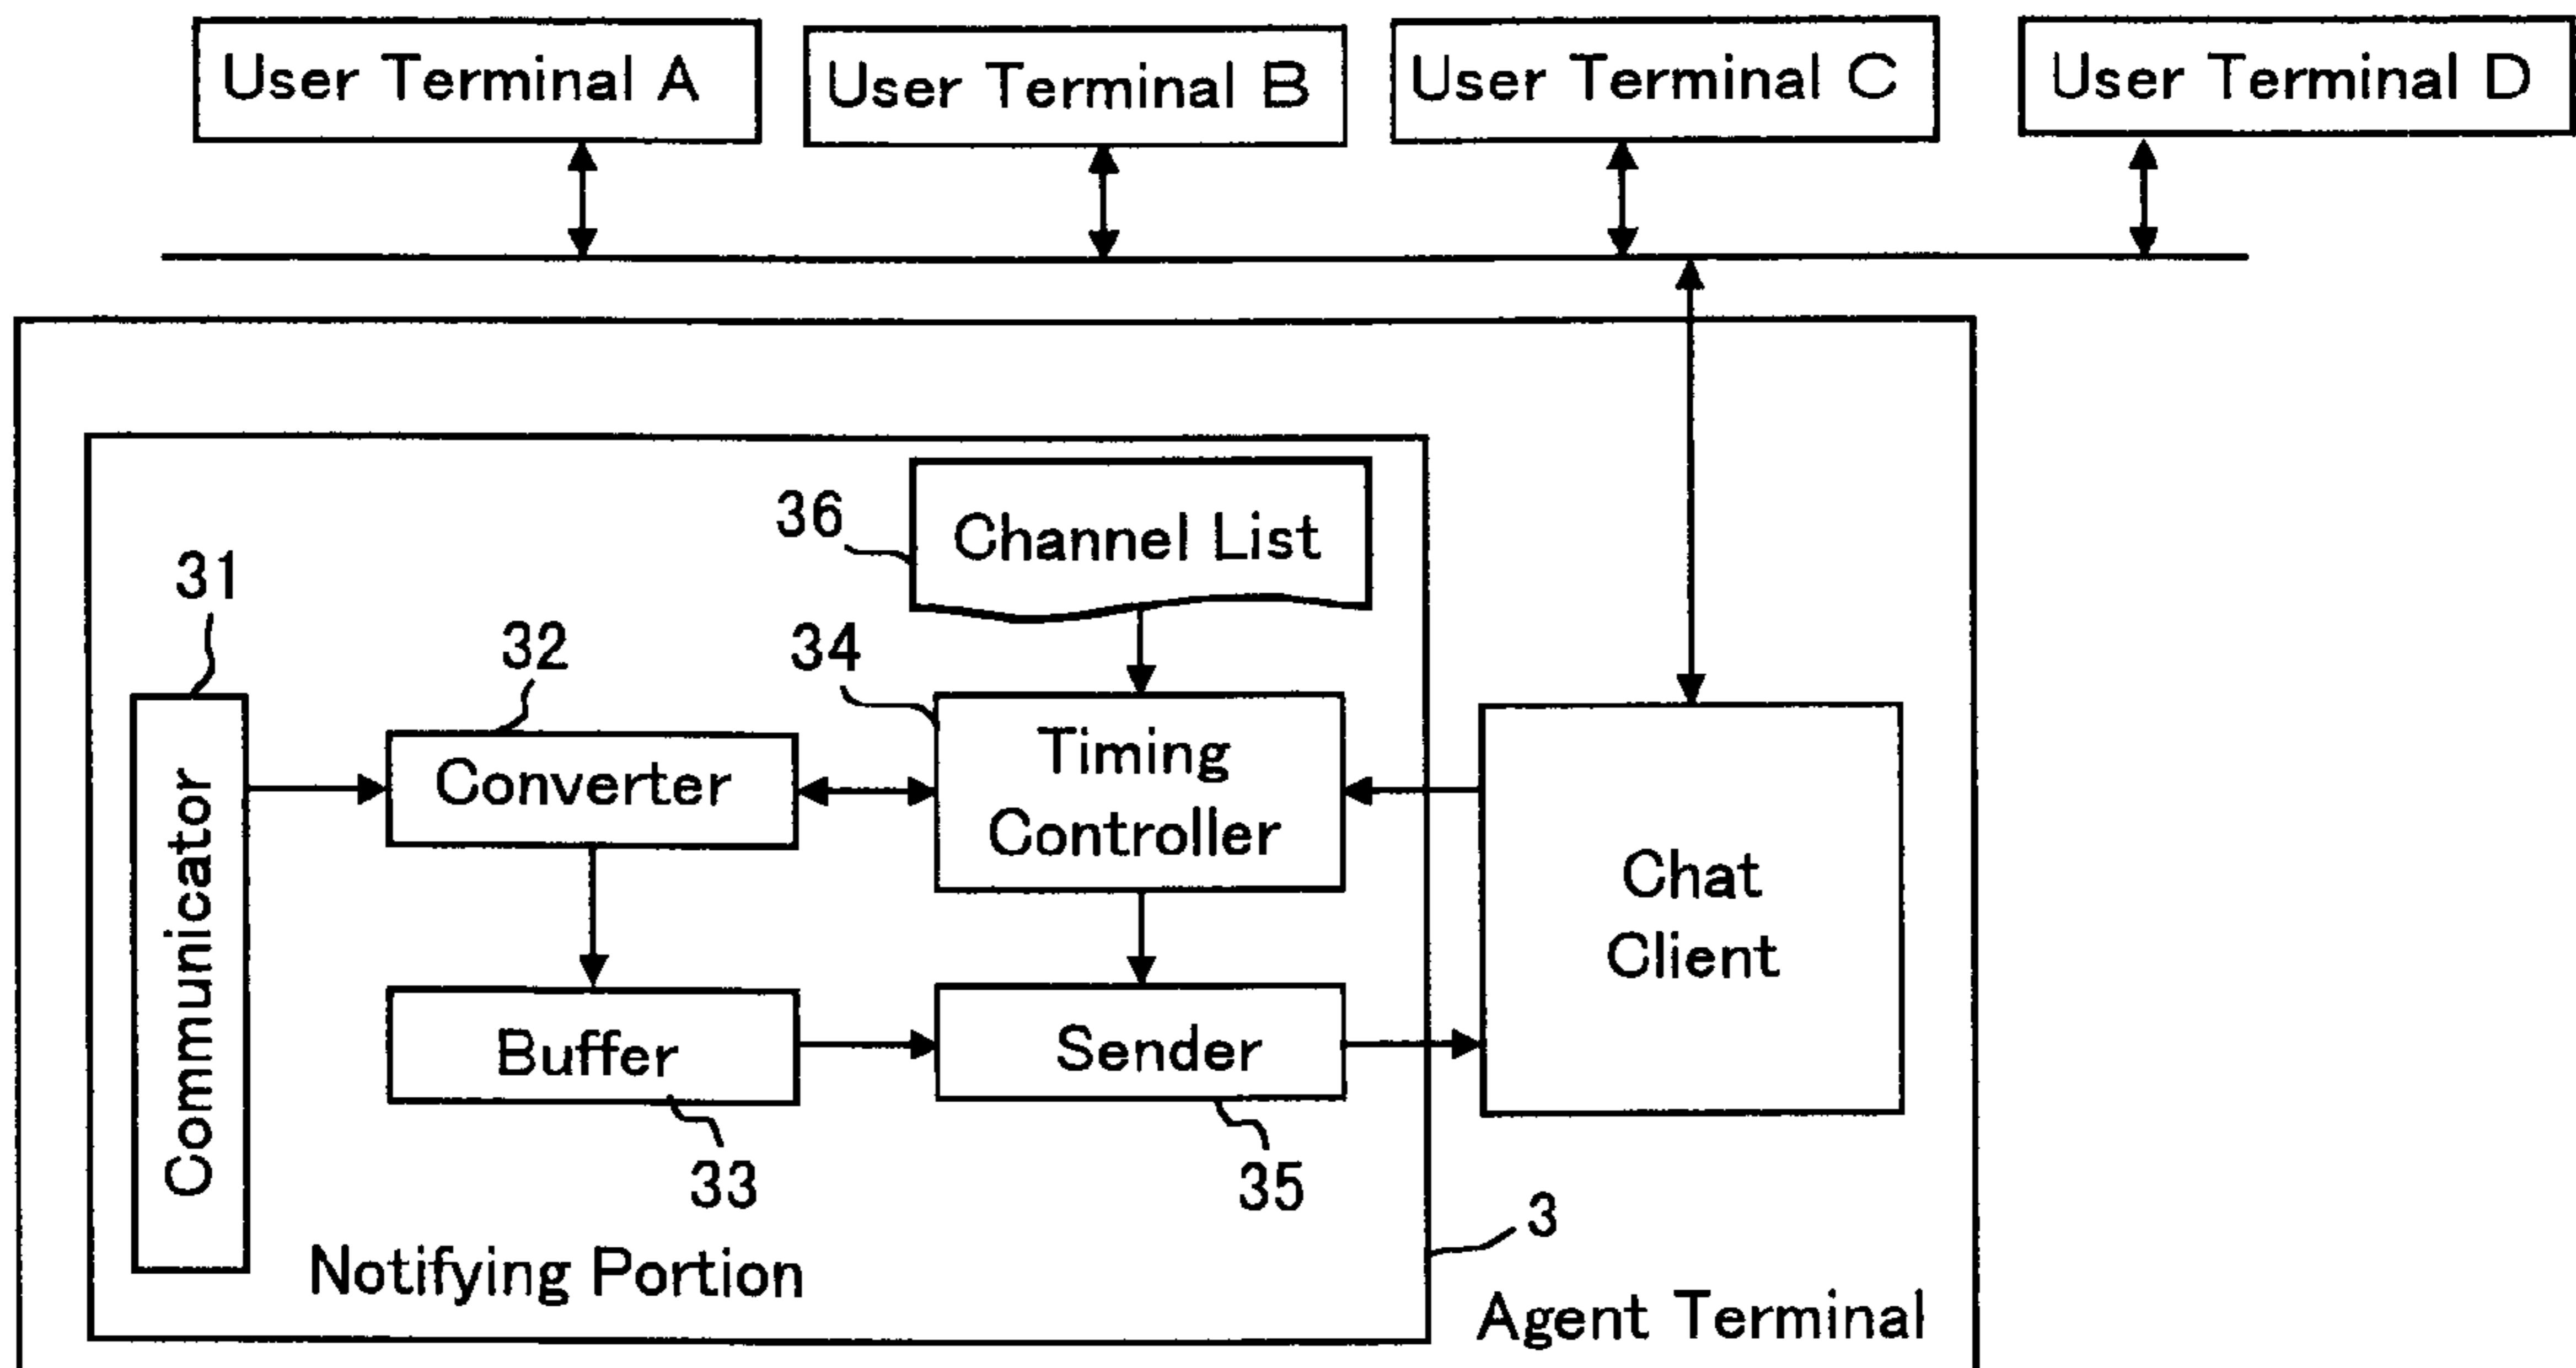 User Terminal A
User Terminal B
User Terminal C
User Terminal D
36
Channel List
31
32
34
Communicator
Converter
Timing
Controller
Chat
Client
Buffer
Sender
33
35
3
Notifying Portion
Agent Terminal